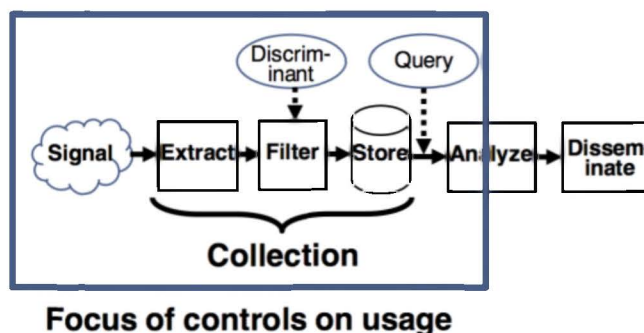 Discrim-
inant
Query
Signal
Extract
Filter
Store
Analyze
Dissem
inate
Collection
Focus of controls on usage